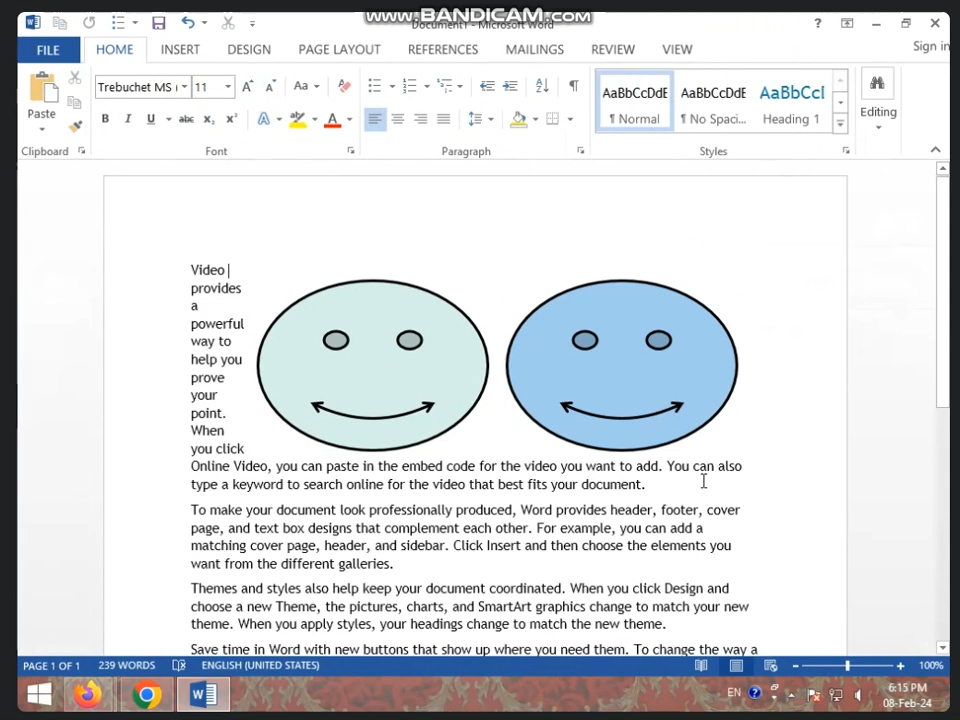 www.BANDICAM.com
Document1 - Microsoft Word
?
FILE
HOME
INSERT
DESIGN
PAGE LAYOUT
REFERENCES
MAILINGS
REVIEW
VIEW
Sign in
Paste
Clipboard
Trebuchet MS (
11
Aa
B I U abc x₂ x²
A
ab
A
Font
A
Z
¶
Paragraph
AaBbCcDdE
¶ Normal
AaBbCcDdE
¶ No Spaci...
AaBbCcI
Heading 1
Styles
Editing
Video
provides
a
powerful
way to
help you
prove
your
point.
When
you click
Online Video, you can paste in the embed code for the video you want to add. You can also
type a keyword to search online for the video that best fits your document.
To make your document look professionally produced, Word provides header, footer, cover
page, and text box designs that complement each other. For example, you can add a
matching cover page, header, and sidebar. Click Insert and then choose the elements you
want from the different galleries.
Themes and styles also help keep your document coordinated. When you click Design and
choose a new Theme, the pictures, charts, and SmartArt graphics change to match your new
theme. When you apply styles, your headings change to match the new theme.
Save time in Word with new buttons that show up where you need them. To change the way a
PAGE 1 OF 1
239 WORDS
ENGLISH (UNITED STATES)
100%
EN
6:15 PM
08-Feb-24